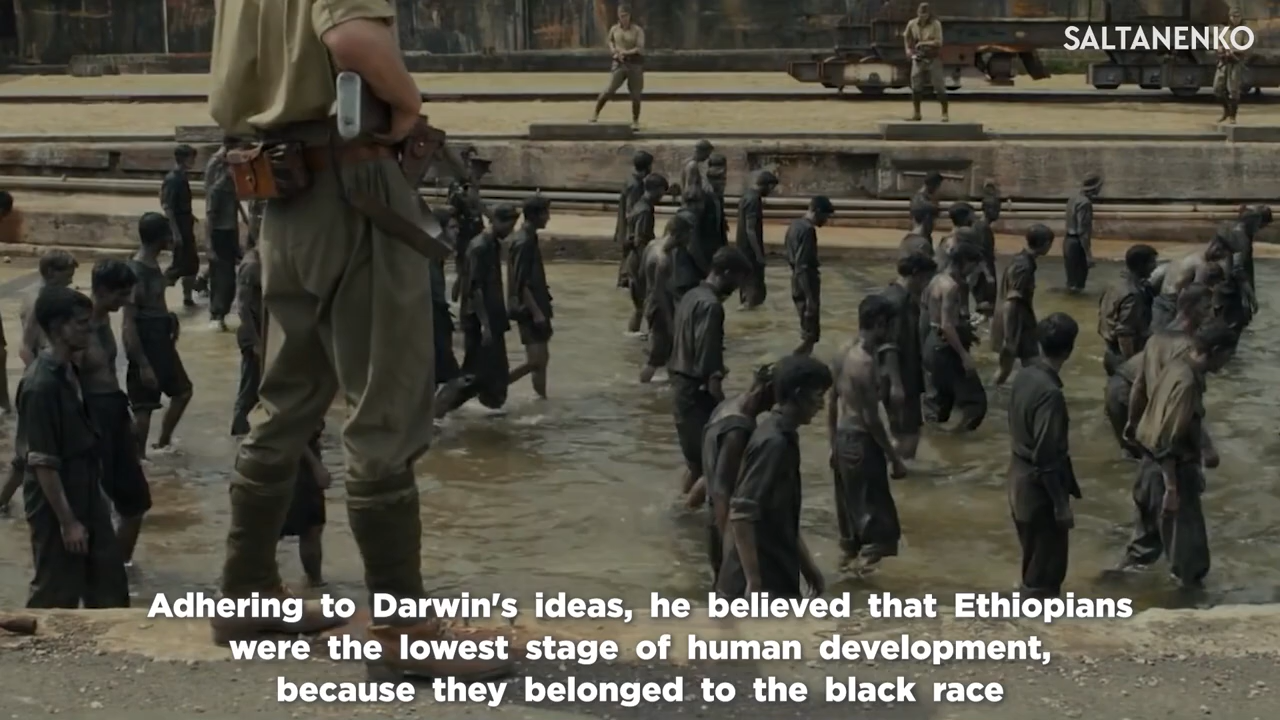 SALTANENKO
Adhering to Darwin's ideas, he believed that Ethiopians
were the lowest stage of human development,
because they belonged to the black race